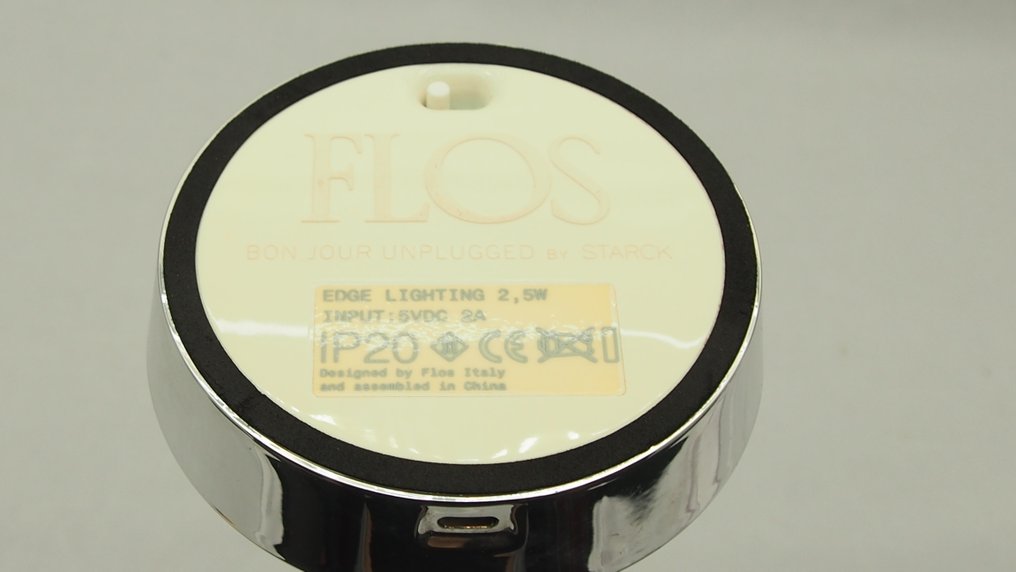 FLOS
BON JOUR UNPLUGGED BY STARCK
EDGE LIGHTING 2,5W
INPUT:5VDC 2A
IP20 CE
Designed by Flos Italy
and assembled in China